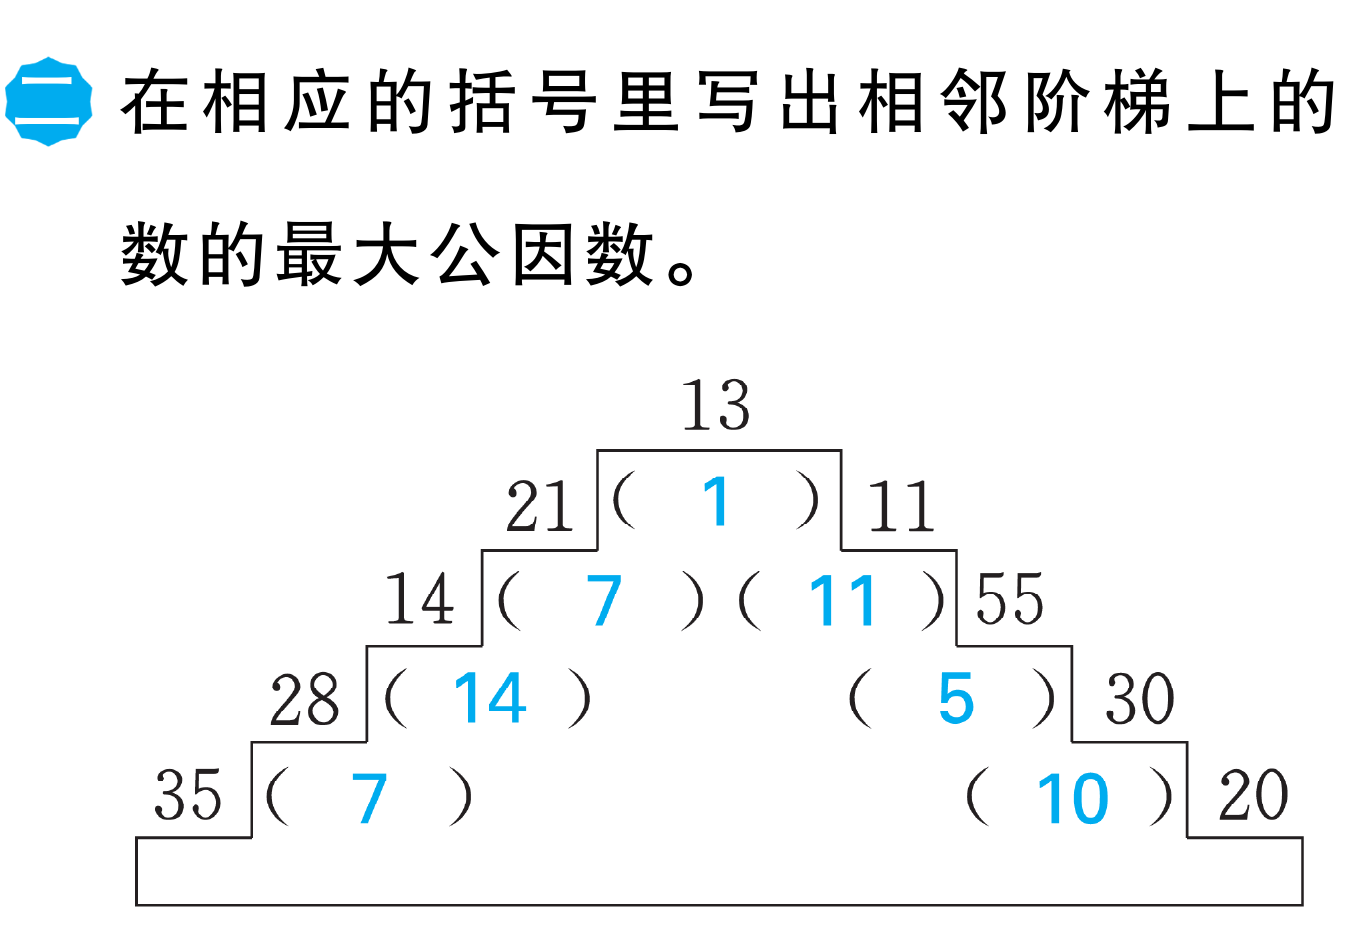 二 在相应的括号里写出相邻阶梯上的
数的最大公因数。
13
21 ( 1 ) 11
14 ( 7 ) ( 11 ) 55
28 ( 14 ) ( 5 ) 30
35 ( 7 ) ( 10 ) 20